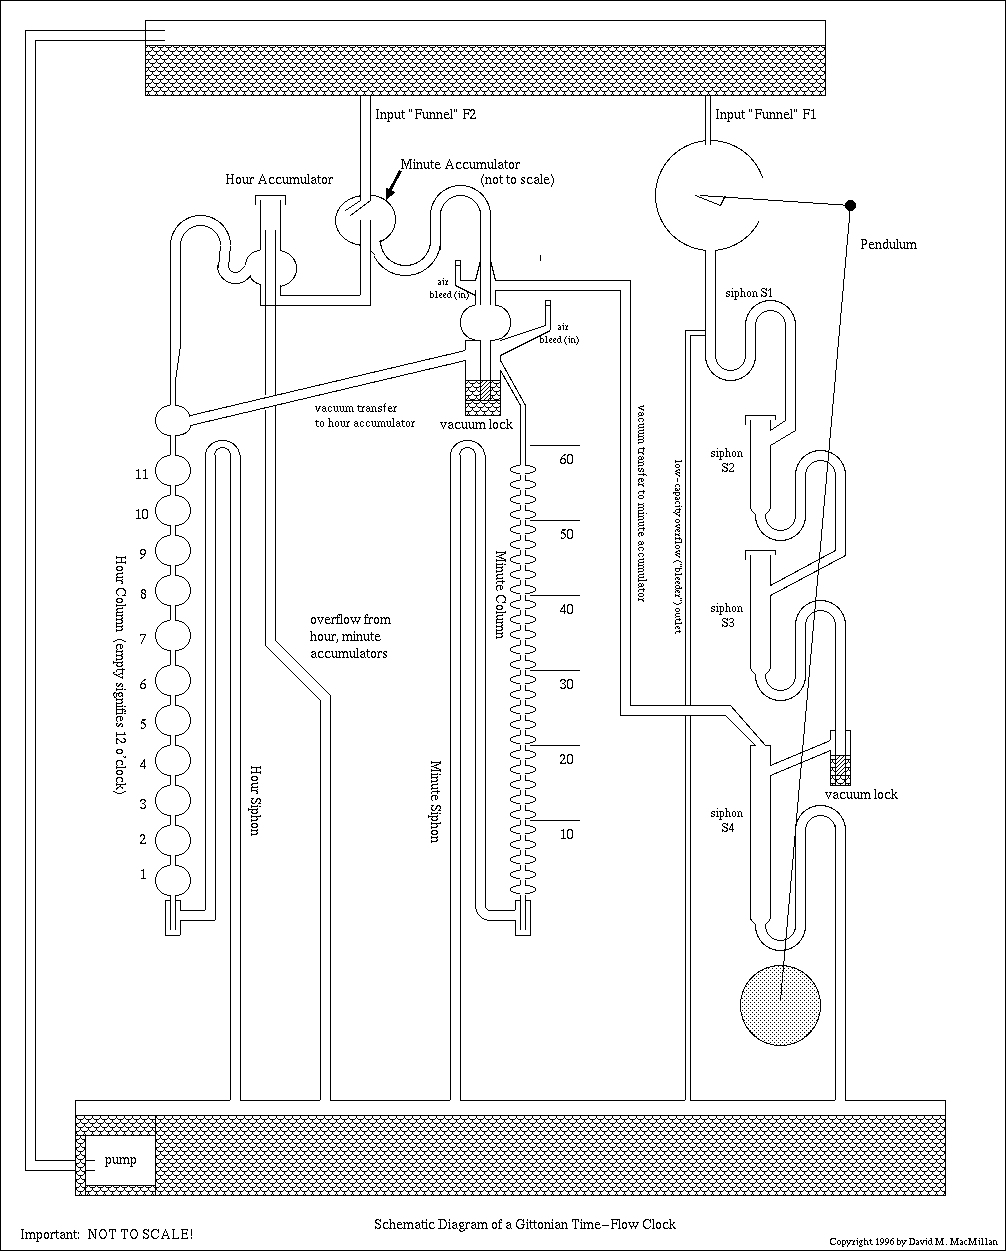 Input "Funnel" F2
Input "Funnel" F1
Minute Accumulator
(not to scale)
Hour Accumulator
Pendulum
air
bleed (in)
siphon S1
air
bleed (in)
vacuum transfer
to hour accumulator
vacuum lock
siphon
S2
60
50
40
30
20
10
11
10
9
8
7
6
5
4
3
2
1
Hour Column (empty signifies 12 o'clock)
Minute Column
vacuum transfer to minute accumulator
low-capacity overflow ("bleeder") outlet
siphon
S3
overflow from
hour, minute
accumulators
Hour Siphon
Minute Siphon
vacuum lock
siphon
S4
pump
Schematic Diagram of a Gittonian Time-Flow Clock
Important: NOT TO SCALE!
Copyright 1996 by David M. MacMillan